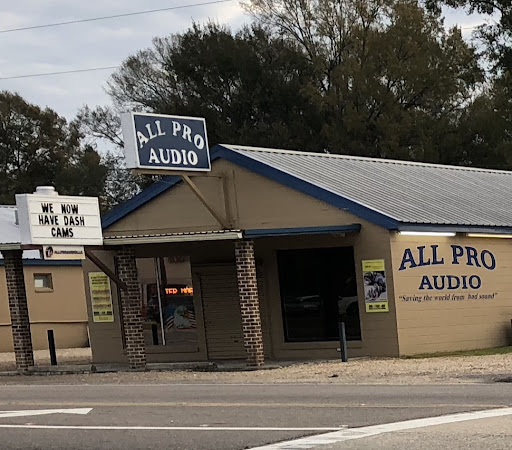 ALL PRO
AUDIO
WE NOW
HAVE DASH
CAMS
ALL PRO
AUDIO
"Saving the world from bad sound"